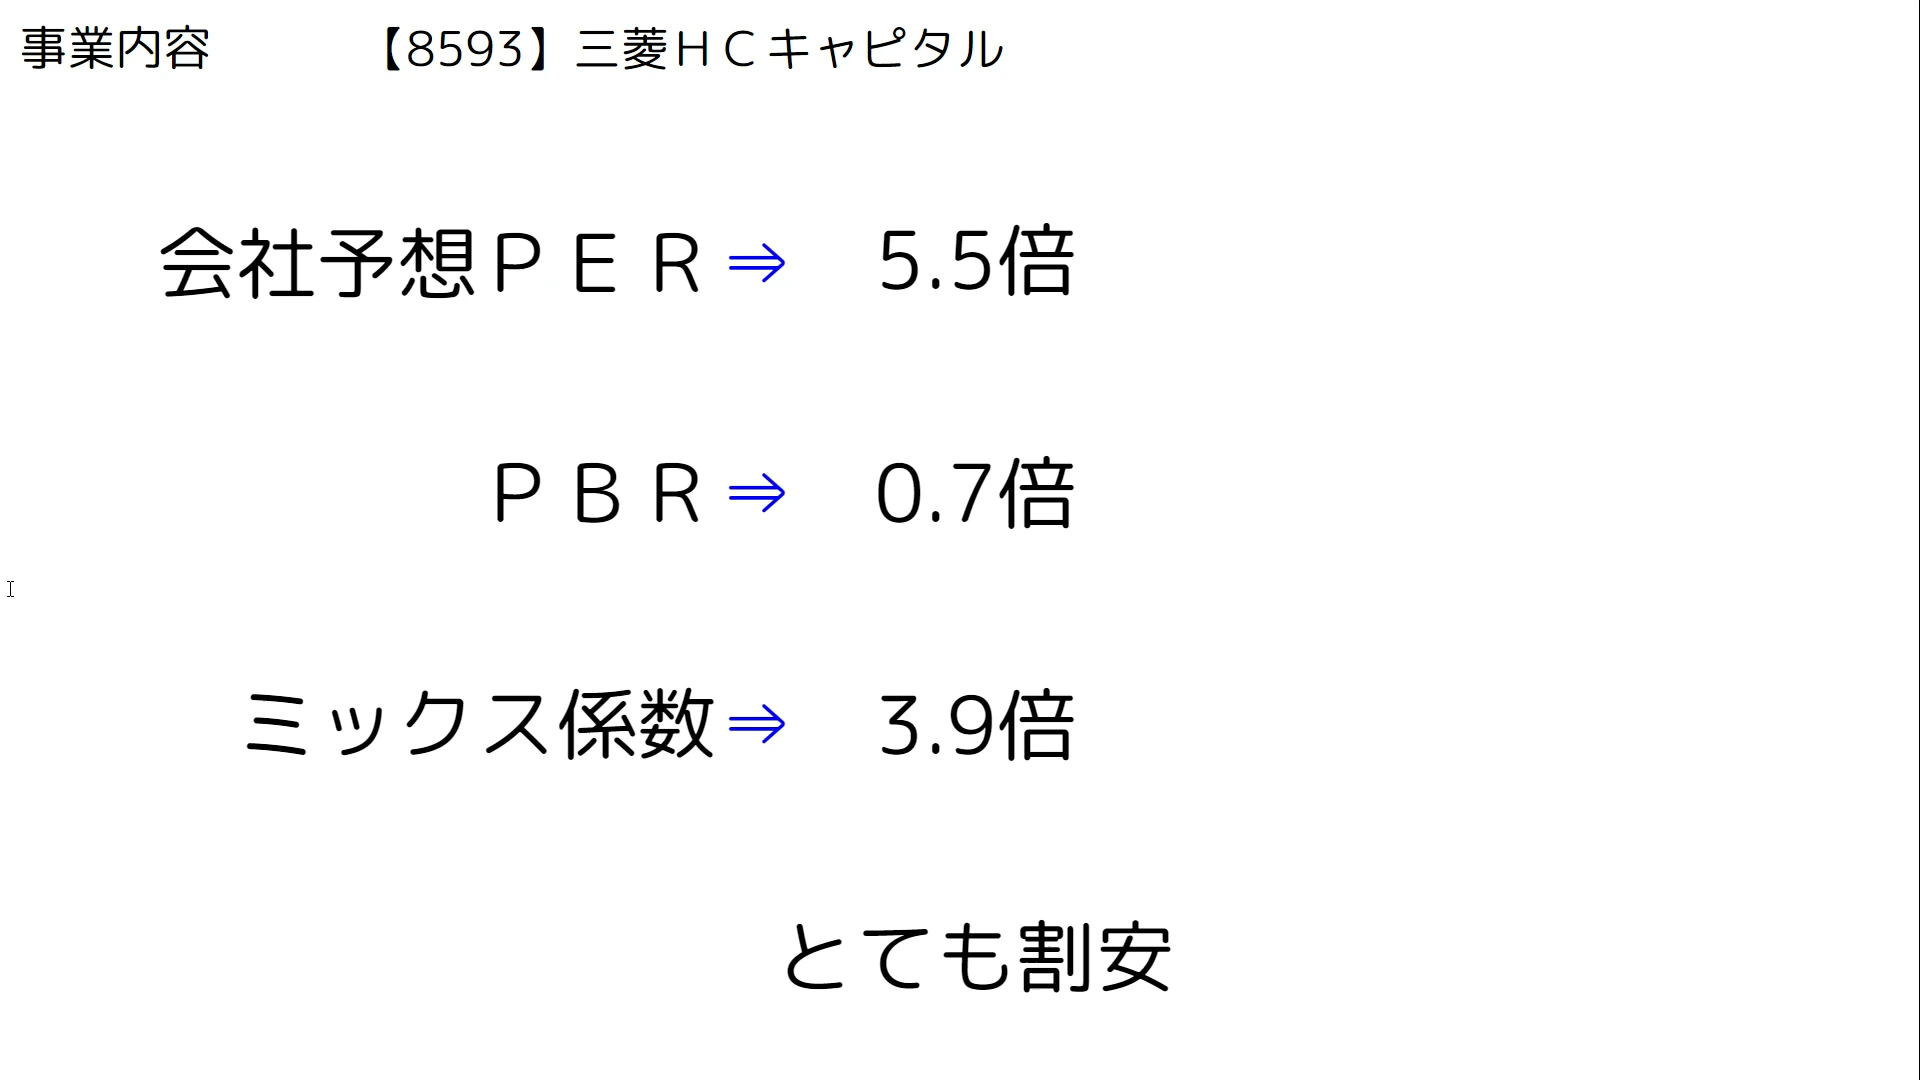 事業内容 【8593】三菱ＨＣキャピタル
会社予想ＰＥＲ⇒ 5.5倍
ＰＢＲ⇒ 0.7倍
ミックス係数⇒ 3.9倍
とても割安